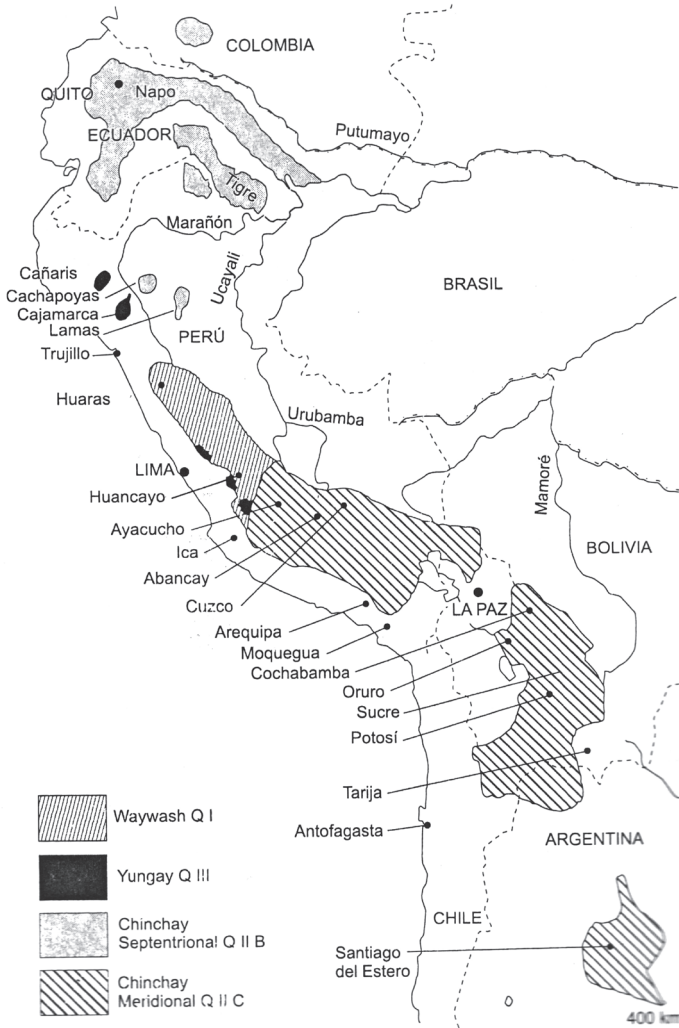 COLOMBIA
QUITO
Napo
ECUADOR
Putumayo
Tigre
Marañón
Ucayali
Cañaris
Cachapoyas
Cajamarca
Lamas
BRASIL
PERÚ
Trujillo
Huaras
Urubamba
LIMA
Huancayo
Mamoré
Ayacucho
Ica
BOLIVIA
Abancay
Cuzco
LA PAZ
Arequipa
Moquegua
Cochabamba
Oruro
Sucre
Potosí
Tarija
Waywash Q I
Antofagasta
ARGENTINA
Yungay Q III
Chinchay
Septentrional Q II B
CHILE
Santiago
del Estero
Chinchay
Meridional Q II C
400 km